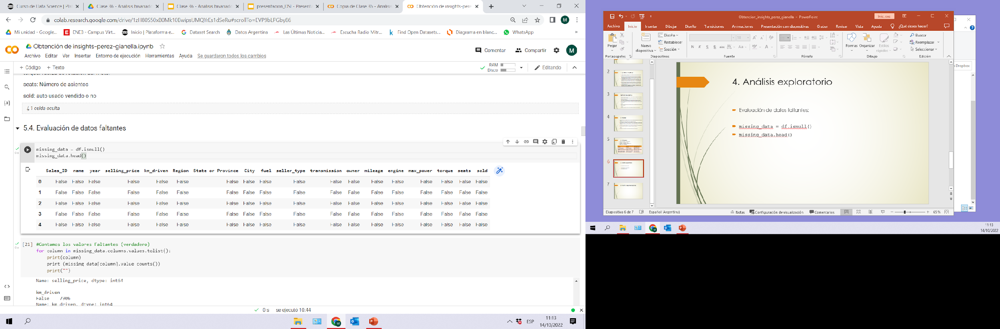 Curso de Data Science | Pla
Clase 36 - Análisis bivariado
Clase 36 - Análisis bivariado
presentación_DSF - Presenta
Copia de Clase 36 - Análisis
Obtención de insights-pere
colab.research.google.com/drive/
Mi unidad - Google...
ENEB - Campus Virt...
Inicio | Plataforma e...
Dataset Search
Datos Argentina
Las Últimas Noticia...
Escucha Radio Mitr...
Find Open Datasets...
Diagrama en blanc...
WhatsApp
»
Obtención de insights-perez-gianella.ipynb
Archivo Editar Ver Insertar Entorno de ejecución Herramientas Ayuda Se guardaron todos los cambios
Comentar
Compartir
M
+ Código + Texto
RAM
Disco
Editando
seats: Número de asientos
sold: auto usado vendido o no
1 celda oculta
5.4. Evaluación de datos faltantes
missing_data = df.isnull()
missing_data.head()
Sales_ID name year selling_price km_driven Region State or Province City fuel seller_type transmission owner mileage engine max_power torque seats sold
0 False False False False False False False False False False False False False False False False False False
1 False False False False False False False False False False False False False False False False False False
2 False False False False False False False False False False False False False False False False False False
3 False False False False False False False False False False False False False False False False False False
4 False False False False False False False False False False False False False False False False False False
[21] #Contamos los valores Faltantes (verdadero)
for column in missing_data.columns.values.tolist():
print(column)
print (missing_data[column].value_counts())
print("")
Name: selling_price, dtype: int64
km_driven
False 7906
Name: km_driven, dtype: int64
0 s se ejecutó 10:44
ESP
11:13
14/10/2022
Obtencion_insights_perez_gianella - PowerPoint
Inic. ses.
Archivo Inicio Insertar Dibujar Diseño Transiciones Animaciones Presentación con diapositivas Grabar Revisar Vista Ayuda ¿Qué desea hacer?
Pegar
Nueva
diapositiva
Diseño
Restablecer
Sección
18
N K S S abc AV Aa A
Formas Organizar Estilos
rápidos
Buscar
Reemplazar
Seleccionar
Portapapeles Diapositivas Fuente Párrafo Dibujo Edición
Dropbox
2
3
4
5
6
7
4. Análisis exploratorio
Evaluación de datos faltantes:
missing_data = df.isnull()
missing_data.head()
Diapositiva 6 de 7 Español (Argentina) Notas Configuración de visualización Comentarios 65 %
11:13
14/10/2022